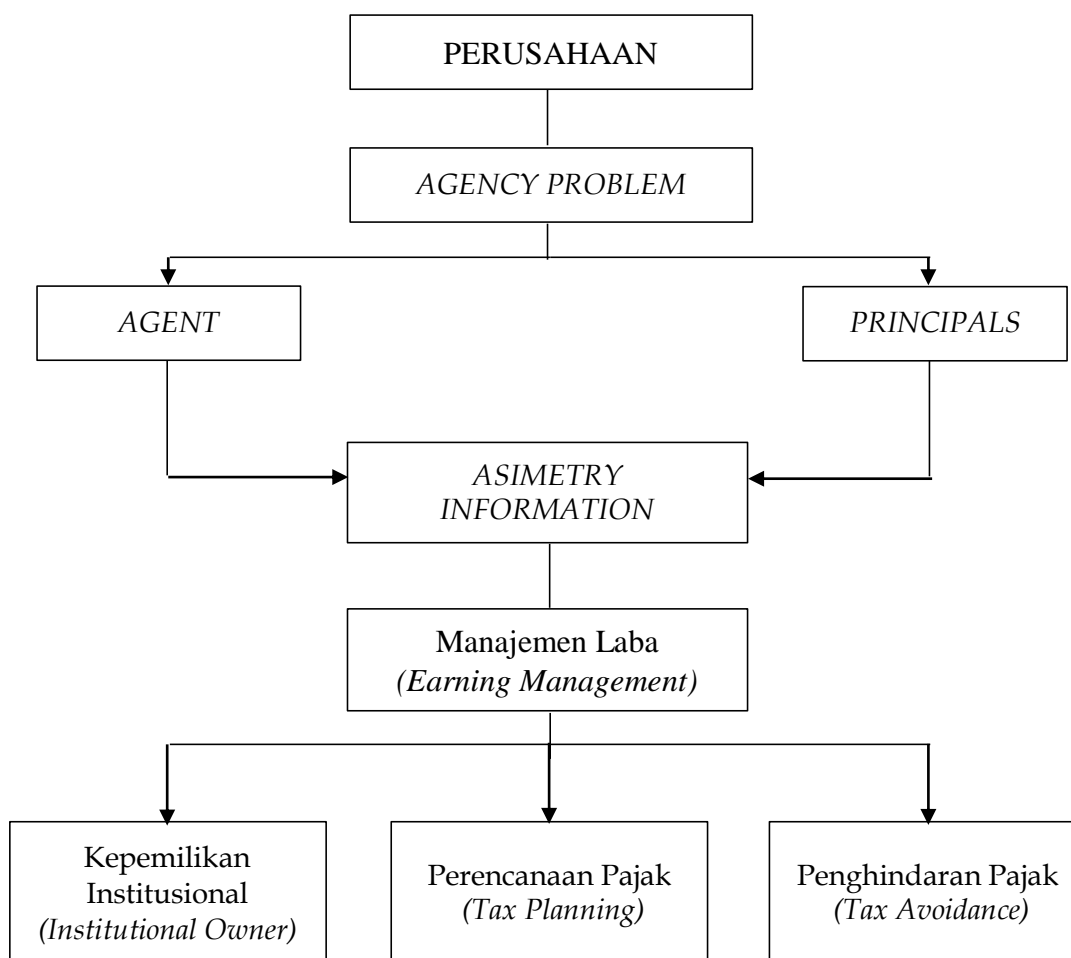 PERUSAHAAN
AGENCY PROBLEM
AGENT
PRINCIPALS
ASIMETRY
INFORMATION
Manajemen Laba
(Earning Management)
Kepemilikan
Institusional
(Institutional Owner)
Perencanaan Pajak
(Tax Planning)
Penghindaran Pajak
(Tax Avoidance)